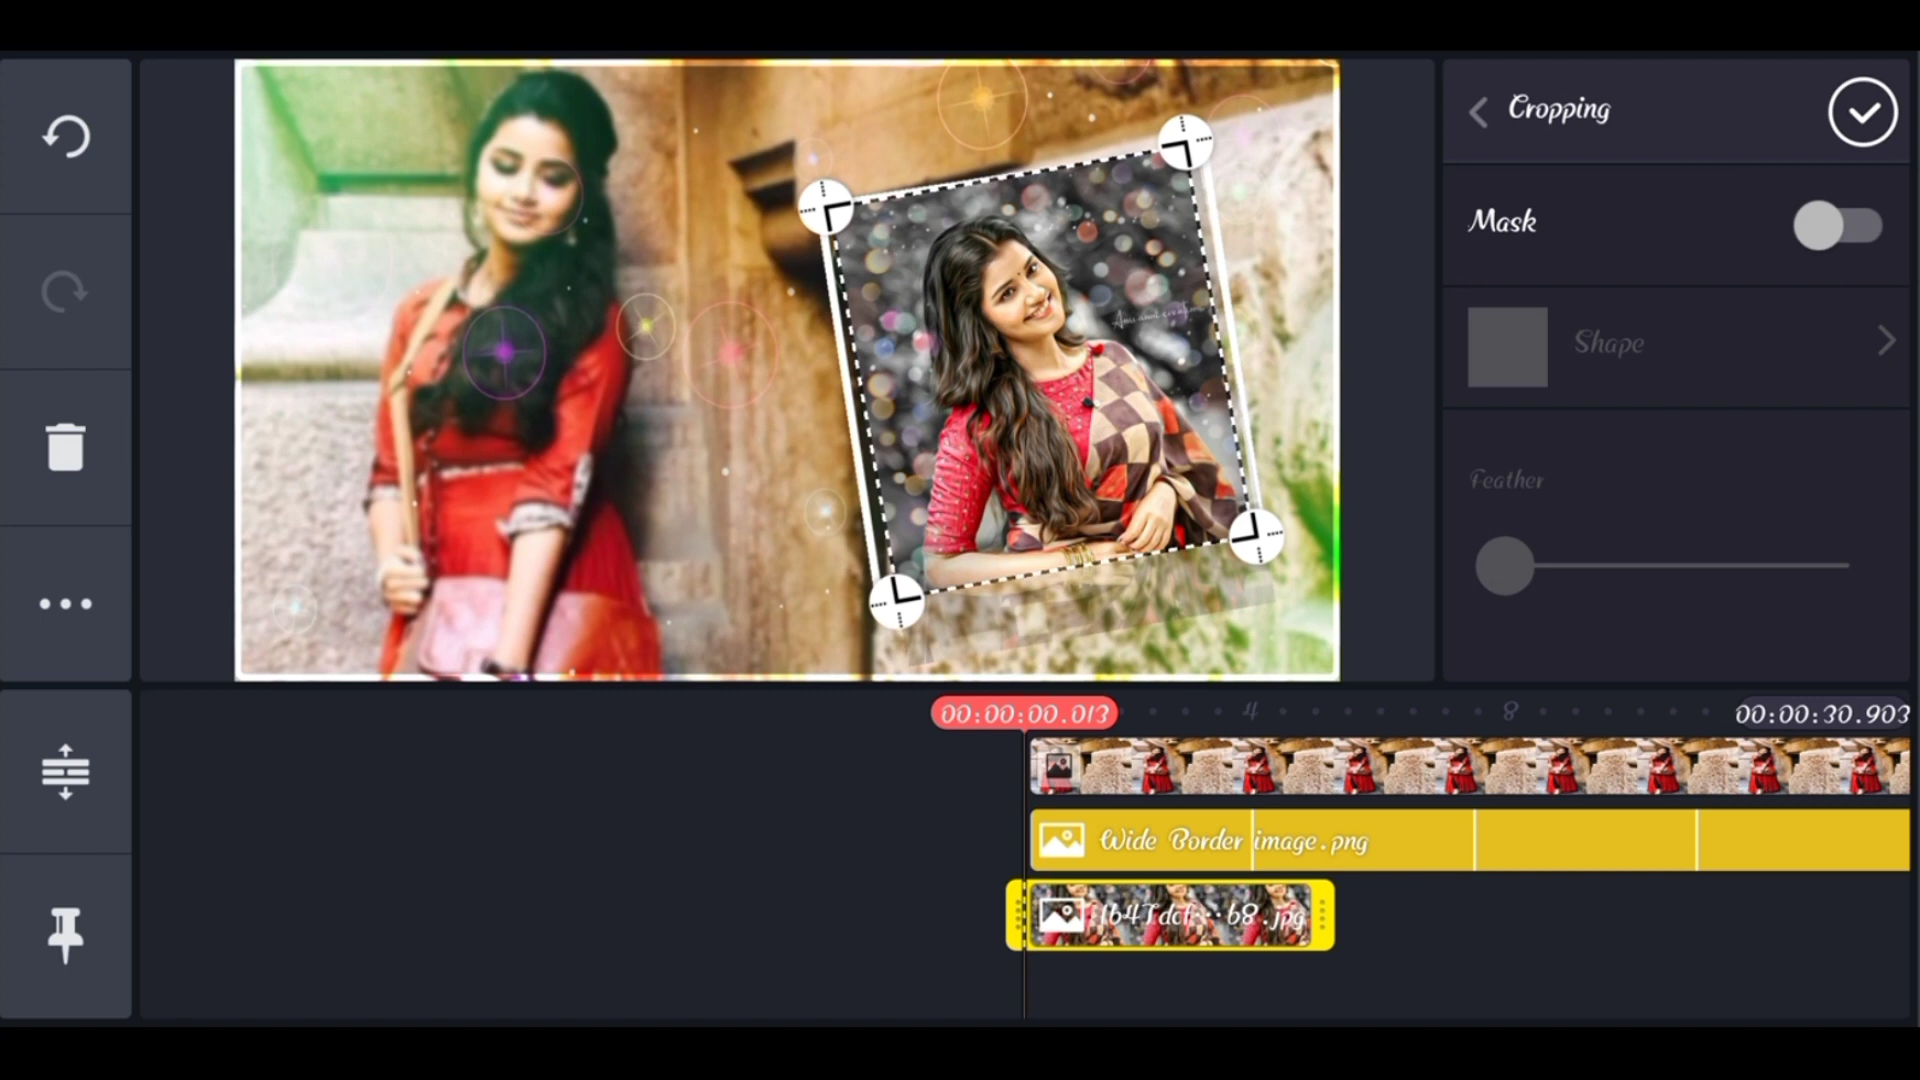 Cropping
Mask
Shape
Feather
00:00:00.013
4
8
00:00:30.903
Wide Border image.png
b8.jpg